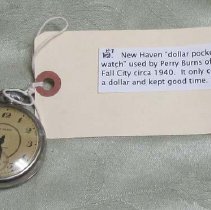 New Haven "dollar pocket
watch" used by Perry Burns of
Fall City circa 1940. It only c
a dollar and kept good time.